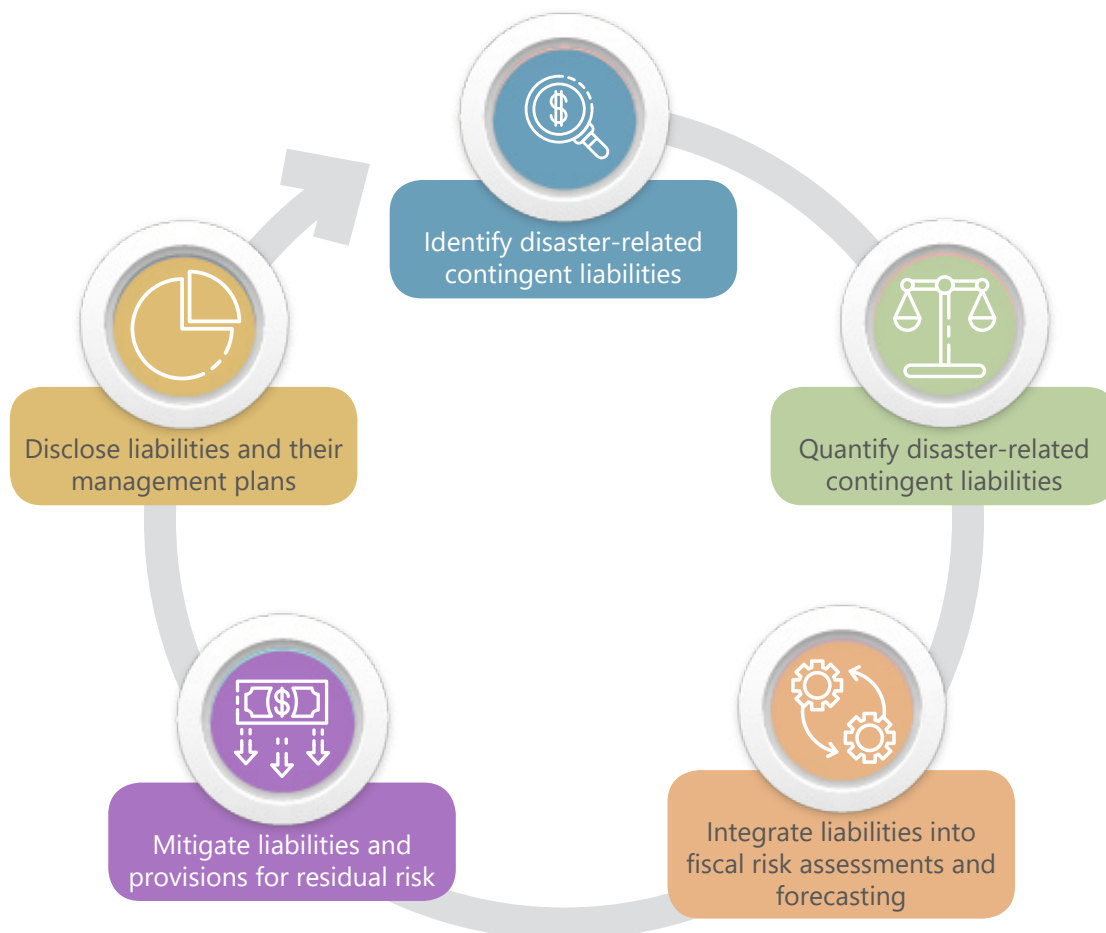 Identify disaster-related
contingent liabilities
Quantify disaster-related
contingent liabilities
Integrate liabilities into
fiscal risk assessments and
forecasting
Mitigate liabilities and
provisions for residual risk
Disclose liabilities and their
management plans